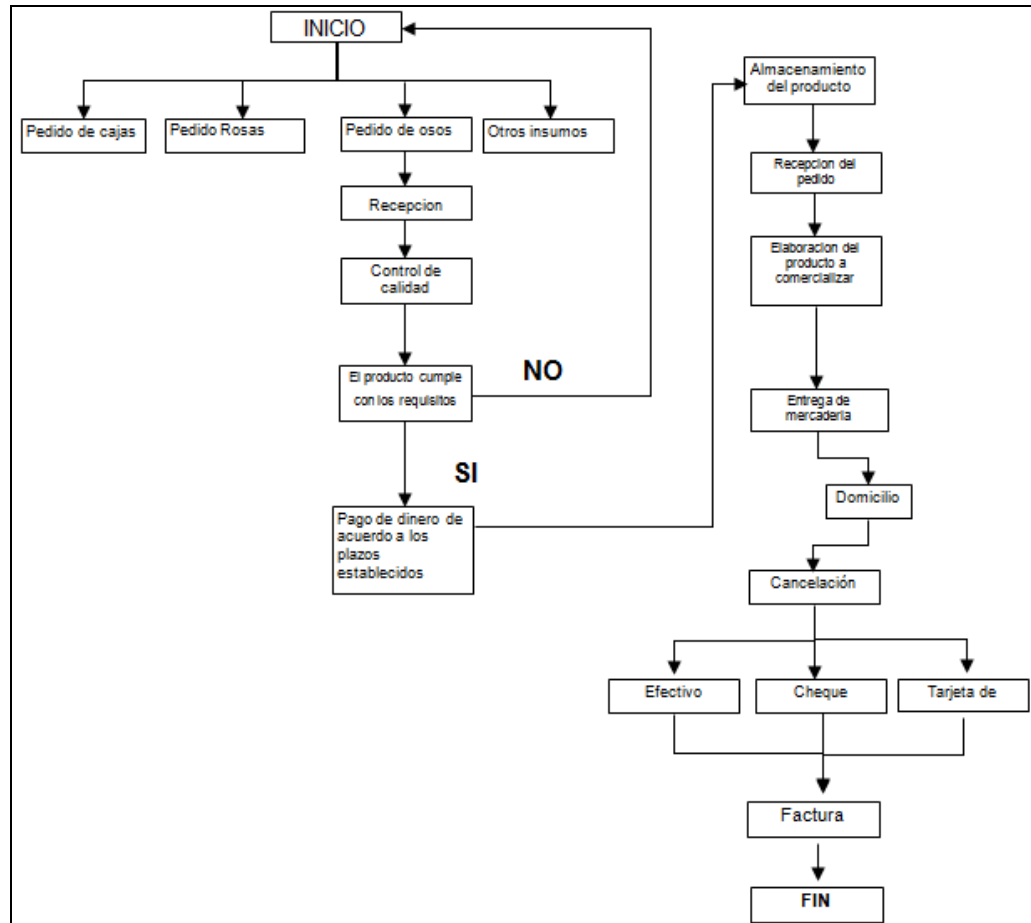 INICIO
Pedido de cajas
Pedido Rosas
Pedido de osos
Otros insumos
Recepcion
Control de
calidad
El producto cumple
con los requisitos
NO
SI
Pago de dinero de
acuerdo a los
plazos
establecidos
Almacenamiento
del producto
Recepcion del
pedido
Elaboracion del
producto a
comercializar
Entrega de
mercaderia
Domicilio
Cancelación
Efectivo
Cheque
Tarjeta de
Factura
FIN